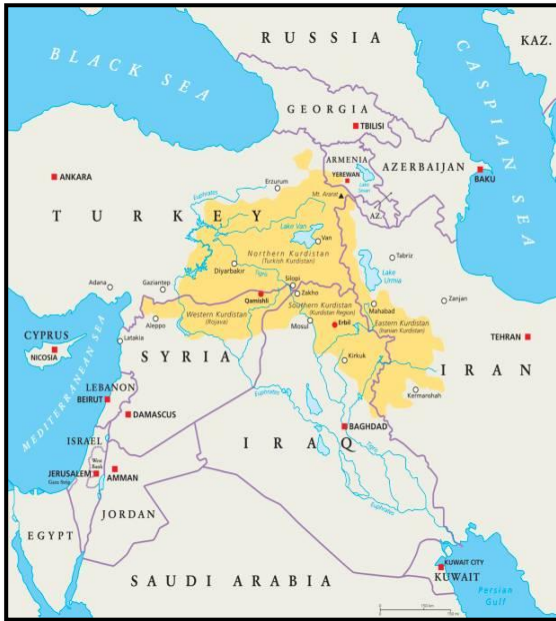 RUSSIA
KAZ.
BLACK SEA
CASPIAN SEA
GEORGIA
TBILISI
ARMENIA
YEREWAN
AZERBAIJAN
BAKU
ANKARA
Erzurum
Euphrates
Mt. Ararat
AZ.
TURKEY
Lake Van
Van
Northern Kurdistan
(Turkish Kurdistan)
Tabriz
Diyarbakir
Tigris
Lake
Urmia
Adana
Gaziantep
Silopi
Qamishli
Zakho
Zanjan
Western Kurdistan
(Rojava)
Southern Kurdistan
(Kurdistan Region)
Mahabad
Aleppo
Mosul
Erbil
Eastern Kurdistan
(Iranian Kurdistan)
CYPRUS
NICOSIA
Latakia
SYRIA
Kirkuk
TEHRAN
IRAN
MEDITERRANEAN SEA
LEBANON
BEIRUT
Euphrates
Kermanshah
DAMASCUS
IRAQ
BAGHDAD
ISRAEL
West
Bank
Tigris
JERUSALEM
Gaza Strip
AMMAN
Euphrates
JORDAN
EGYPT
KUWAIT CITY
KUWAIT
SAUDI ARABIA
Persian
Gulf